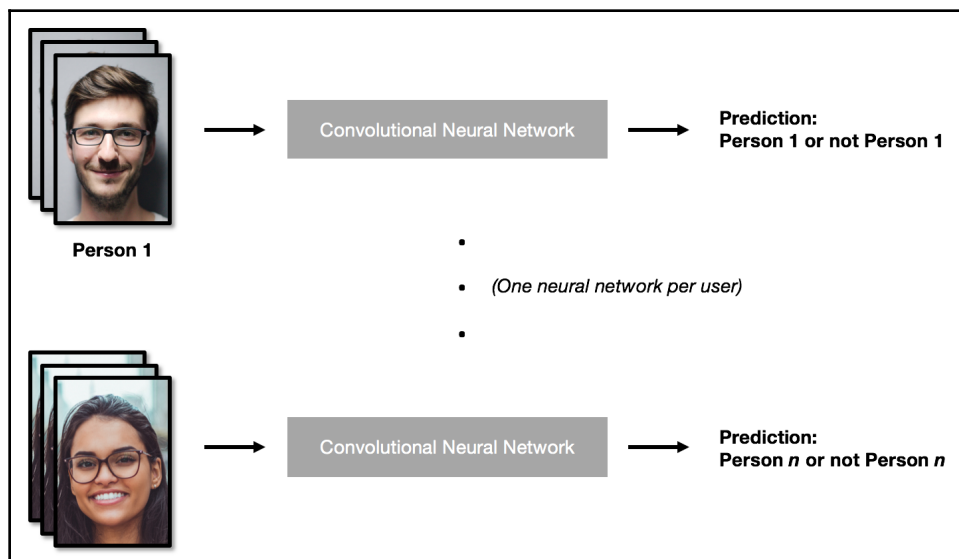 Convolutional Neural Network
Prediction:
Person 1 or not Person 1
Person 1
(One neural network per user)
Convolutional Neural Network
Prediction:
Person n or not Person n